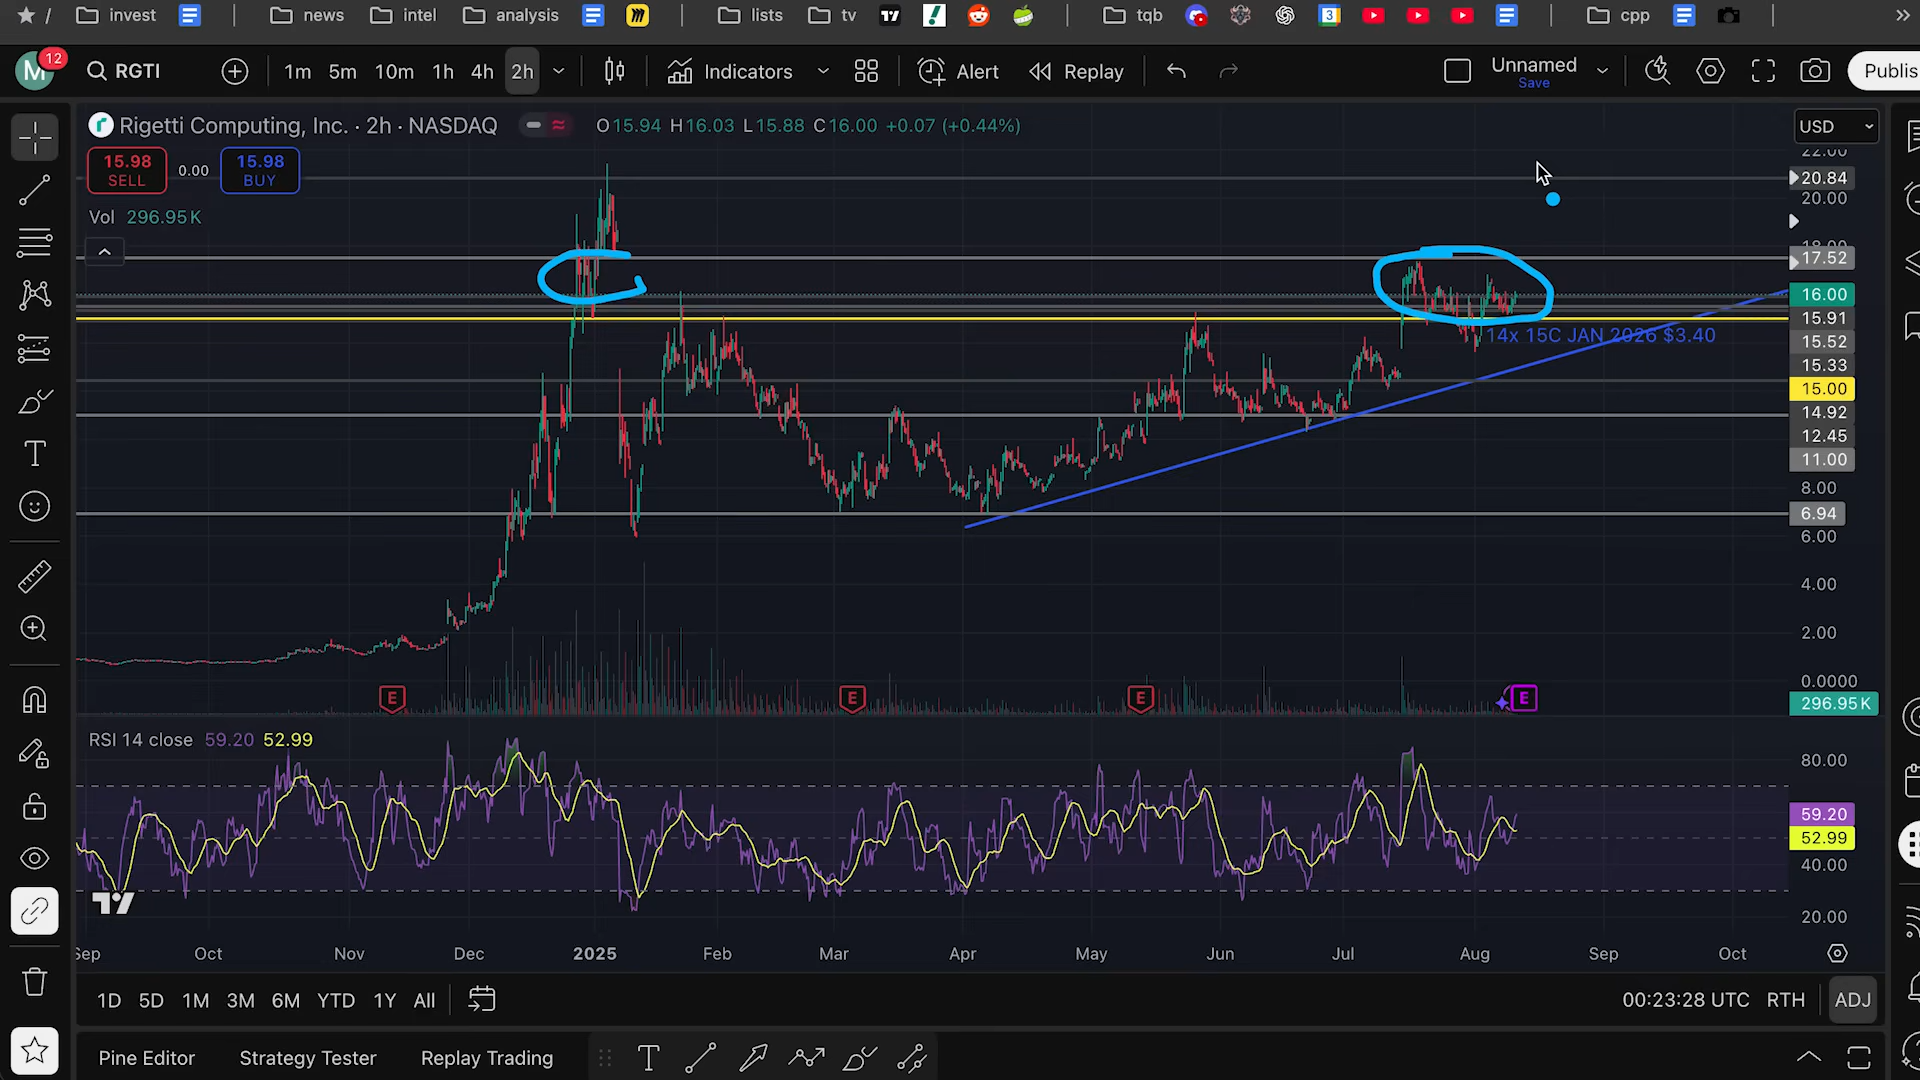 invest
news
intel
analysis
lists
tv
tqb
cpp
12
M
RGTI
1m 5m 10m 1h 4h 2h
Indicators
Alert
Replay
Unnamed
Save
Publis
Rigetti Computing, Inc. · 2h · NASDAQ
O15.94 H16.03 L15.88 C16.00 +0.07 (+0.44%)
USD
15.98
SELL
0.00
15.98
BUY
Vol 296.95K
22.00
20.84
20.00
18.00
17.52
16.00
15.91
15.52
15.33
15.00
14.92
12.45
11.00
8.00
6.94
6.00
4.00
2.00
0.0000
296.95K
14x 15C JAN 2026 $3.40
E
E
E
E
RSI 14 close 59.20 52.99
80.00
59.20
52.99
40.00
20.00
Sep Oct Nov Dec 2025 Feb Mar Apr May Jun Jul Aug Sep Oct
1D 5D 1M 3M 6M YTD 1Y All
00:23:28 UTC RTH ADJ
Pine Editor Strategy Tester Replay Trading